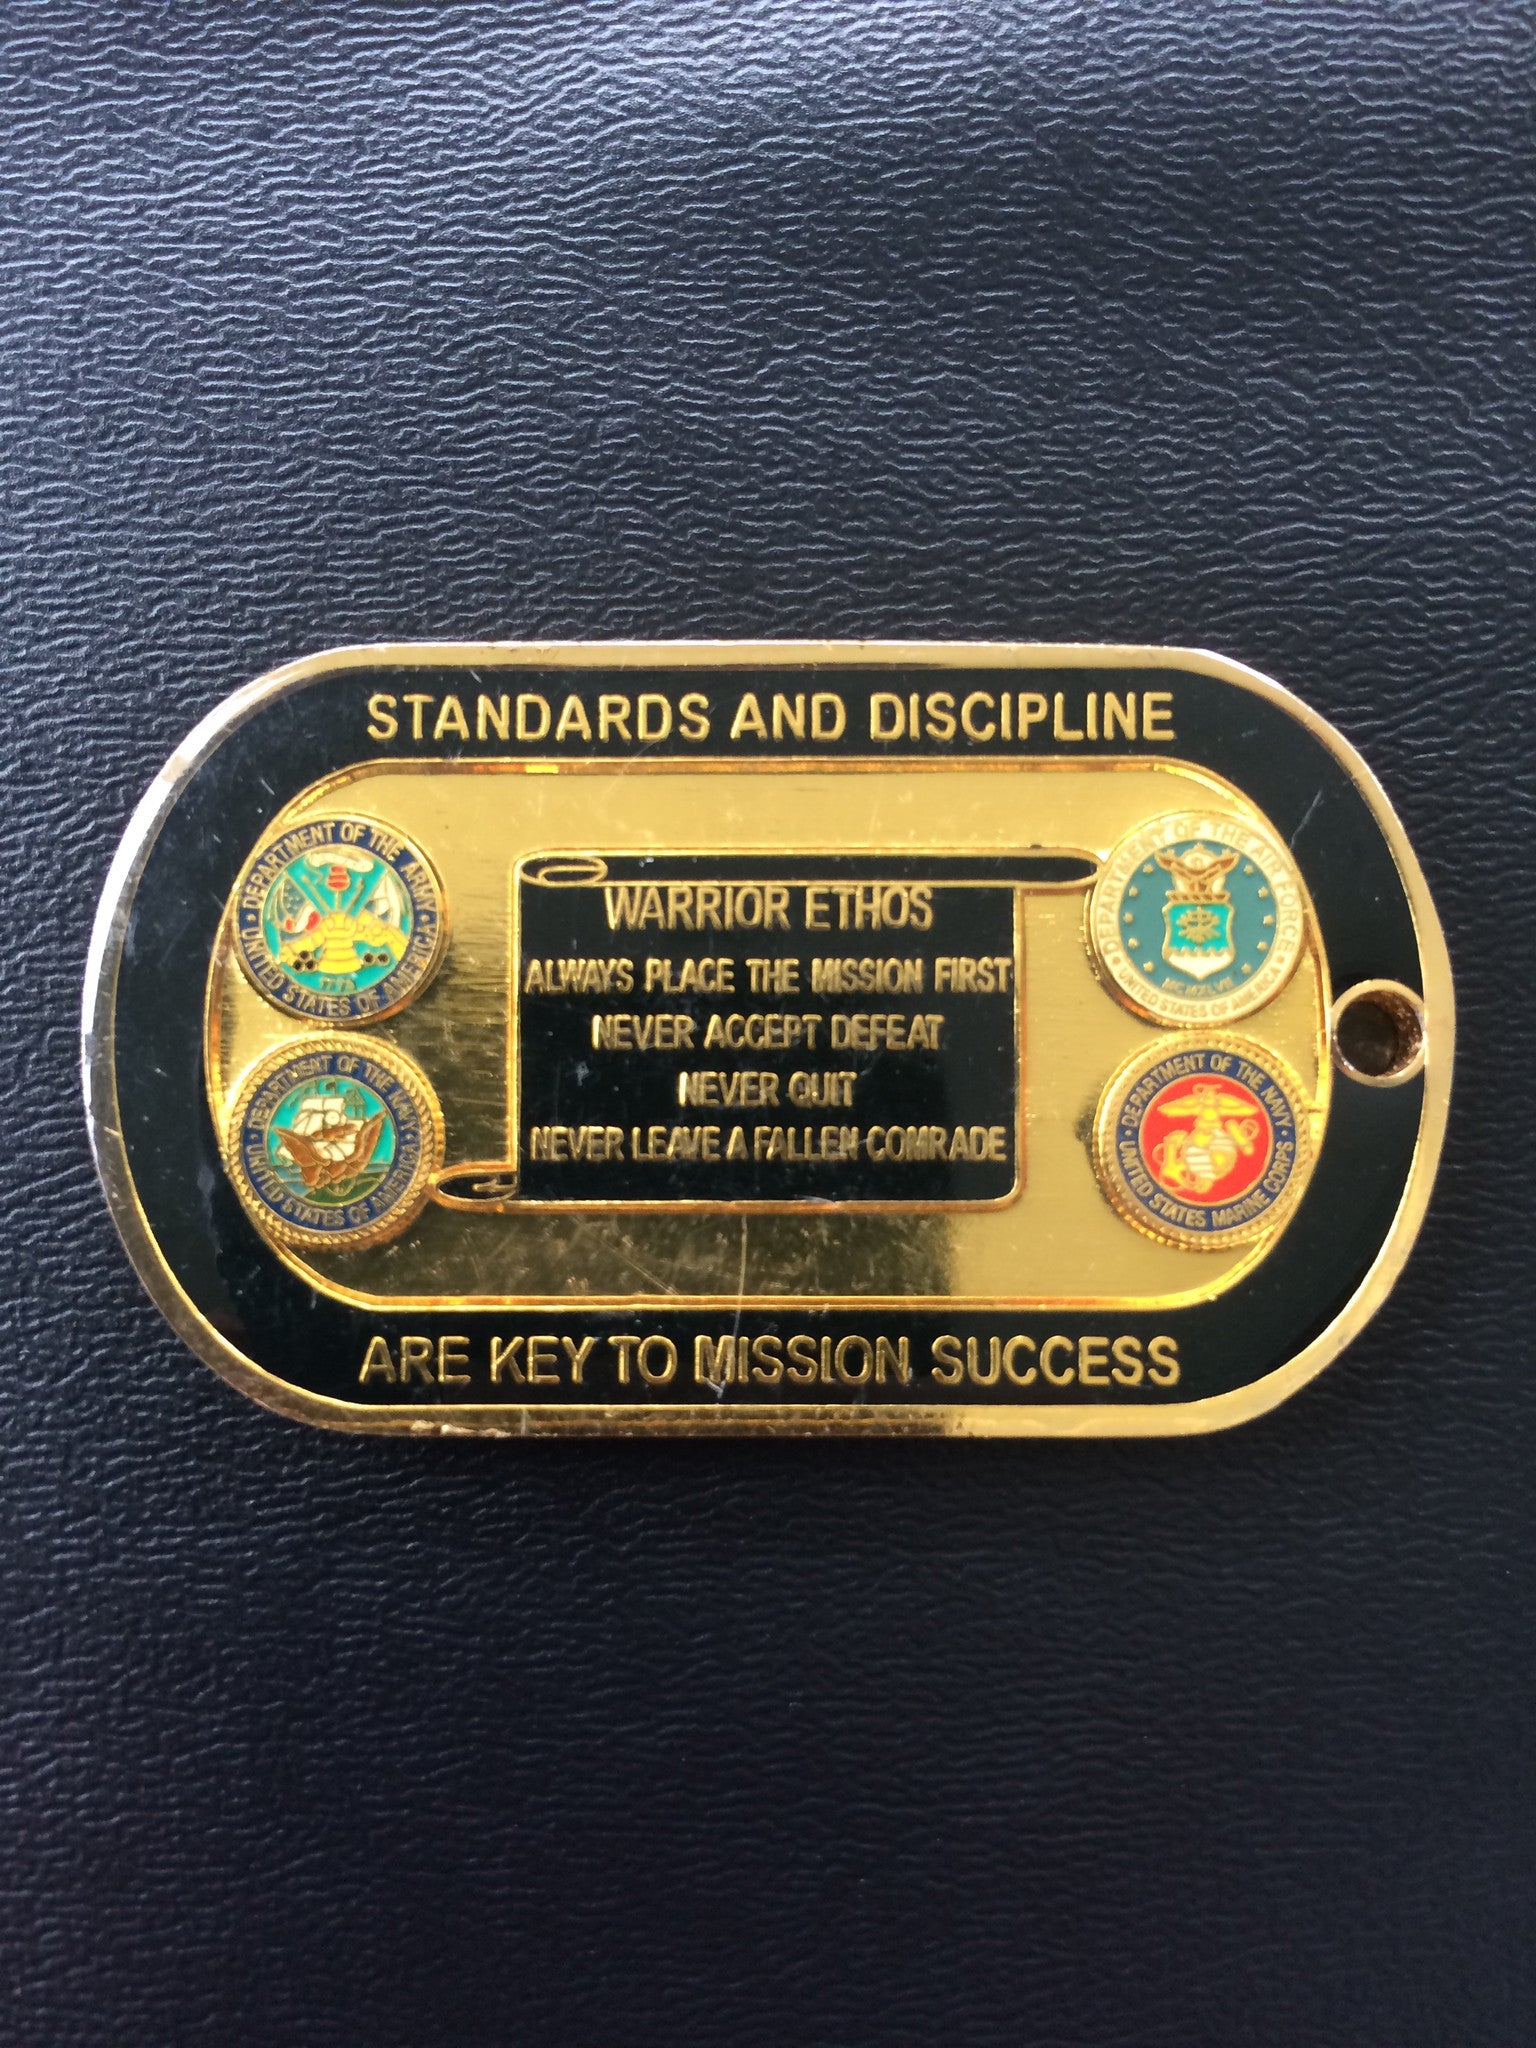 STANDARDS AND DISCIPLINE
DEPARTMENT OF THE ARMY
UNITED STATES OF AMERICA
1775
DEPARTMENT OF THE AIR FORCE
UNITED STATES OF AMERICA
MCMXLVII
WARRIOR ETHOS
ALWAYS PLACE THE MISSION FIRST
NEVER ACCEPT DEFEAT
NEVER QUIT
NEVER LEAVE A FALLEN COMRADE
DEPARTMENT OF THE NAVY
UNITED STATES OF AMERICA
DEPARTMENT OF THE NAVY
UNITED STATES MARINE CORPS
ARE KEY TO MISSION SUCCESS